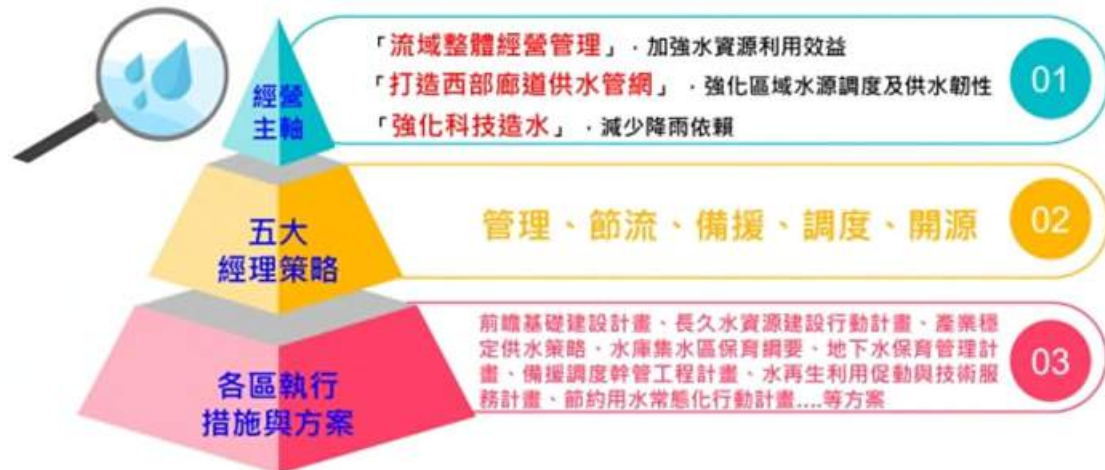 經營
主軸
「流域整體經營管理」，加強水資源利用效益
「打造西部廊道供水管網」，強化區域水源調度及供水韌性
「強化科技造水」，減少降雨依賴
01
五大
經理策略
管理、節流、備援、調度、開源
02
各區執行
措施與方案
前瞻基礎建設計畫、長久水資源建設行動計畫、產業穩
定供水策略、水庫集水區保育綱要、地下水保育管理計
畫、備援調度幹管工程計畫、水再生利用促動與技術服
務計畫、節約用水常態化行動計畫....等方案
03